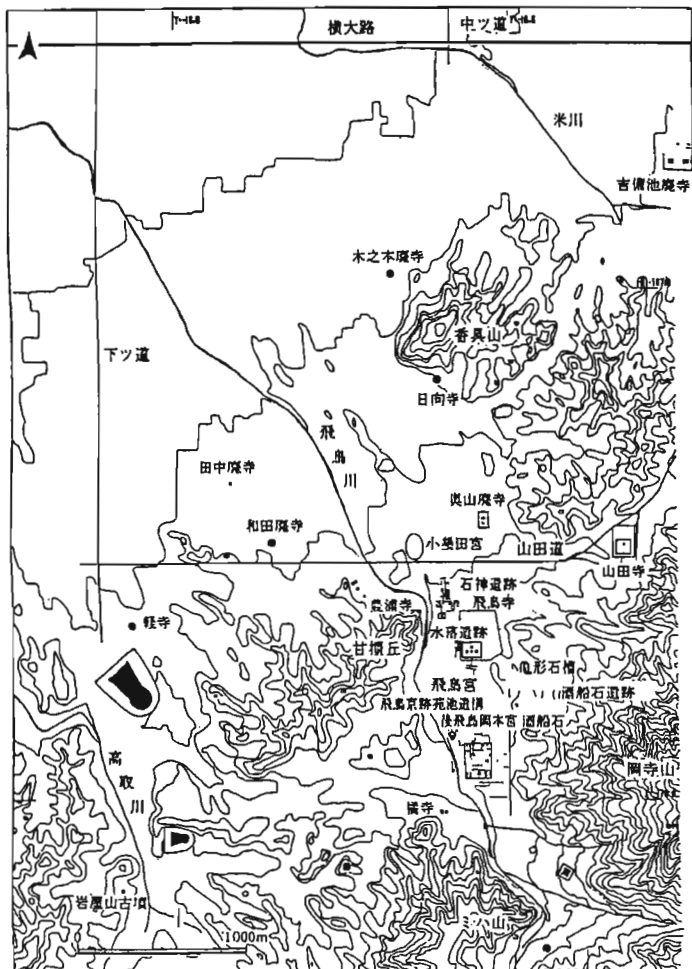 横大路
中ツ道
米川
吉備池廃寺
木之本廃寺
香具山
下ツ道
日向寺
飛鳥川
田中廃寺
奥山廃寺
和田廃寺
小墾田宮
山田道
山田寺
石神遺跡
豊浦寺
飛鳥寺
軽寺
水落遺跡
甘樫丘
亀形石槽
飛鳥宮
酒船石遺跡
飛鳥京跡苑池遺構
後飛鳥岡本宮
酒船石
岡寺山
高取川
橘寺
岩屋山古墳
ミハ山
1000m